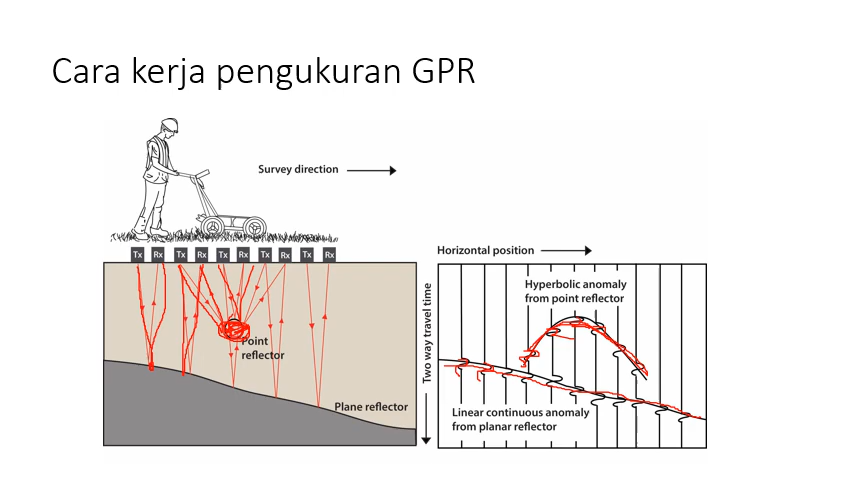 Cara kerja pengukuran GPR
Survey direction
Tx Rx Tx Rx Tx Rx Tx Rx Tx Rx
Point
reflector
Plane reflector
Horizontal position
Two way travel time
Hyperbolic anomaly
from point reflector
Linear continuous anomaly
from planar reflector